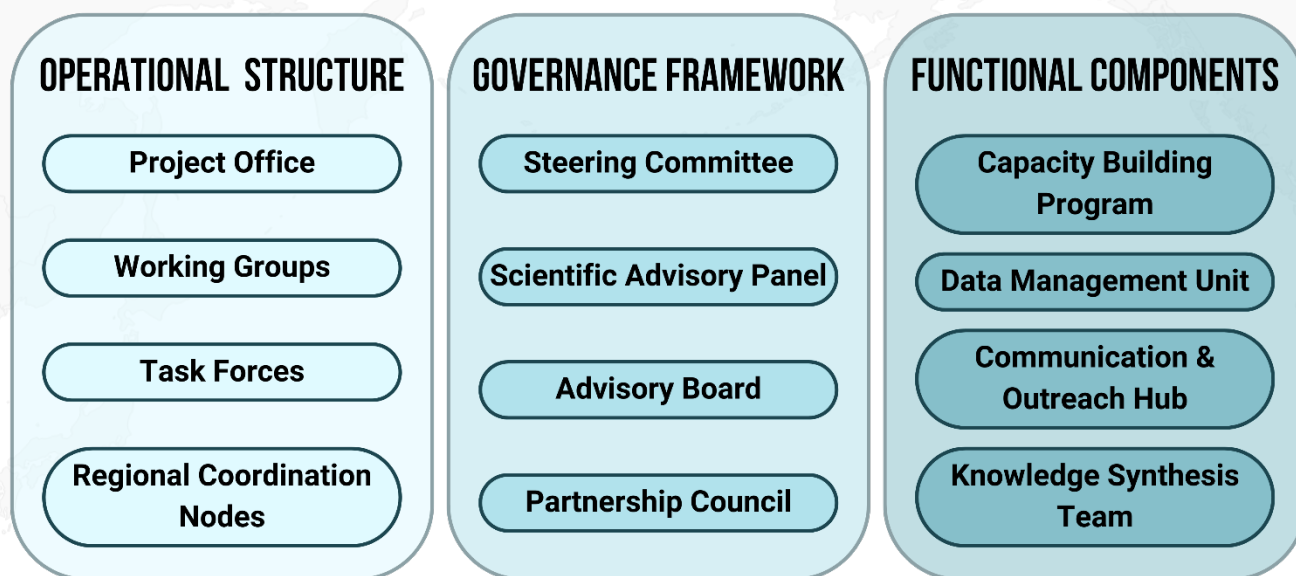 OPERATIONAL STRUCTURE
Project Office
Working Groups
Task Forces
Regional Coordination
Nodes
GOVERNANCE FRAMEWORK
Steering Committee
Scientific Advisory Panel
Advisory Board
Partnership Council
FUNCTIONAL COMPONENTS
Capacity Building
Program
Data Management Unit
Communication &
Outreach Hub
Knowledge Synthesis
Team